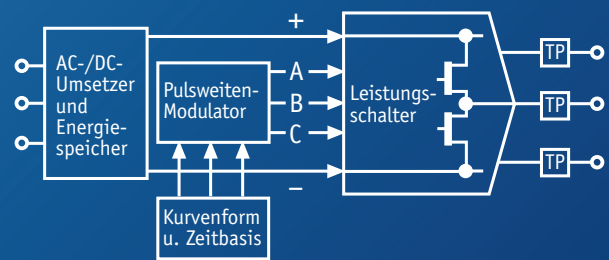 +
AC-/DC-
Umsetzer
und
Energie-
speicher
Pulsweiten-
Modulator
A
B
C
Leistungs-
schalter
TP
TP
TP
–
Kurvenform
u. Zeitbasis